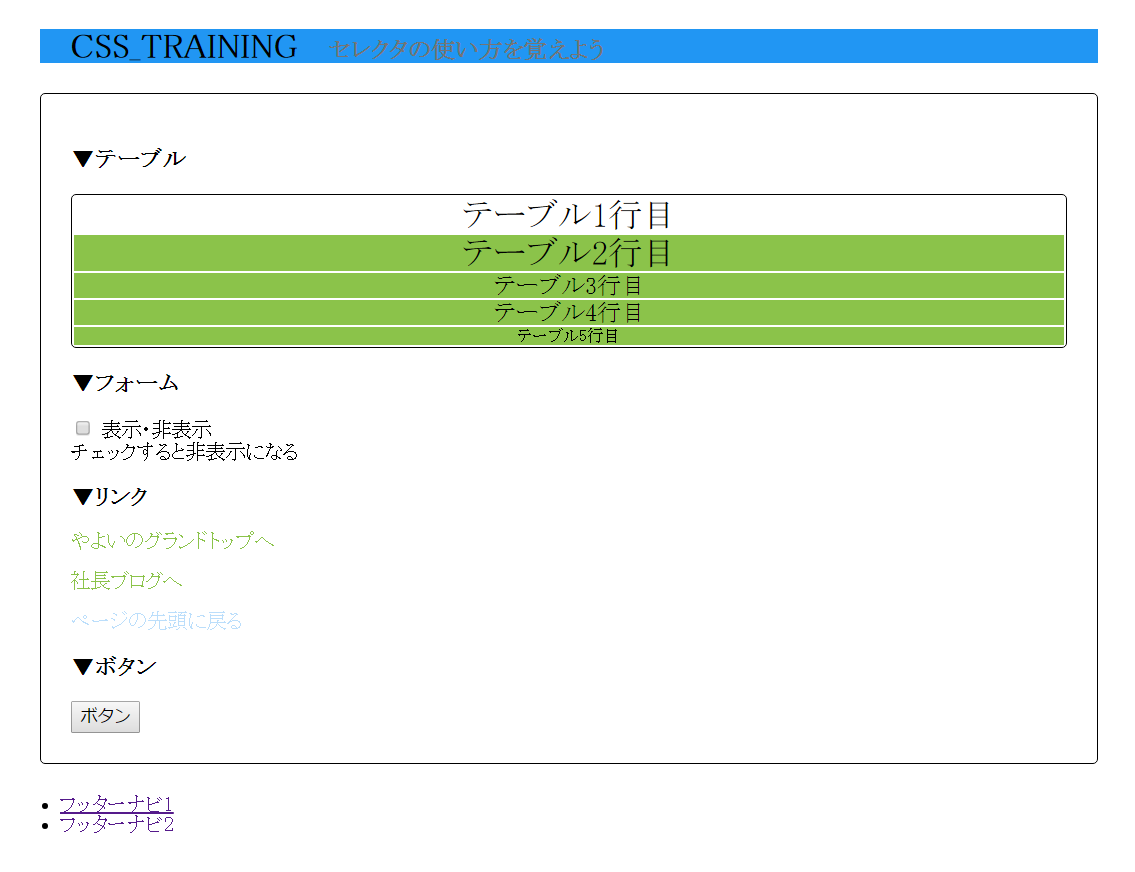 CSS_TRAINING セレクタの使い方を覚えよう
▼テーブル
テーブル1行目
テーブル2行目
テーブル3行目
テーブル4行目
テーブル5行目
▼フォーム
表示・非表示
チェックすると非表示になる
▼リンク
やよいのグランドトップへ
社長ブログへ
ページの先頭に戻る
▼ボタン
ボタン
フッターナビ1
フッターナビ2